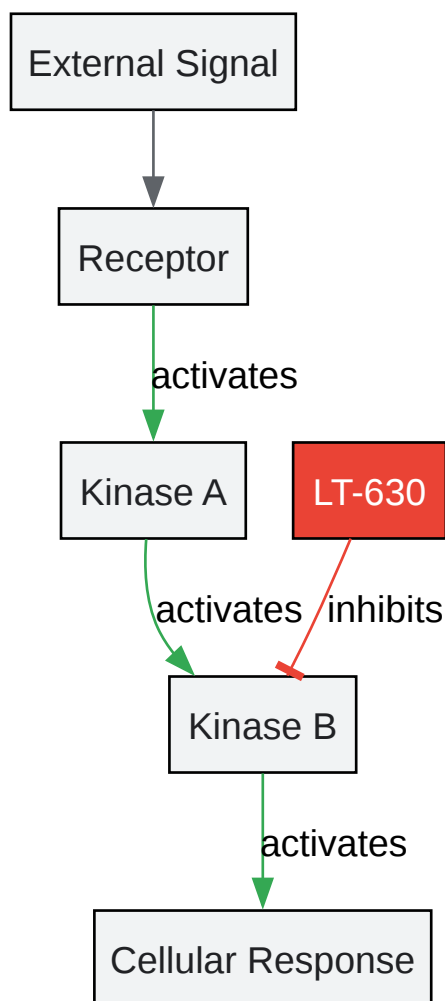 External Signal
Receptor
activates
Kinase A
LT-630
activates
inhibits
Kinase B
activates
Cellular Response